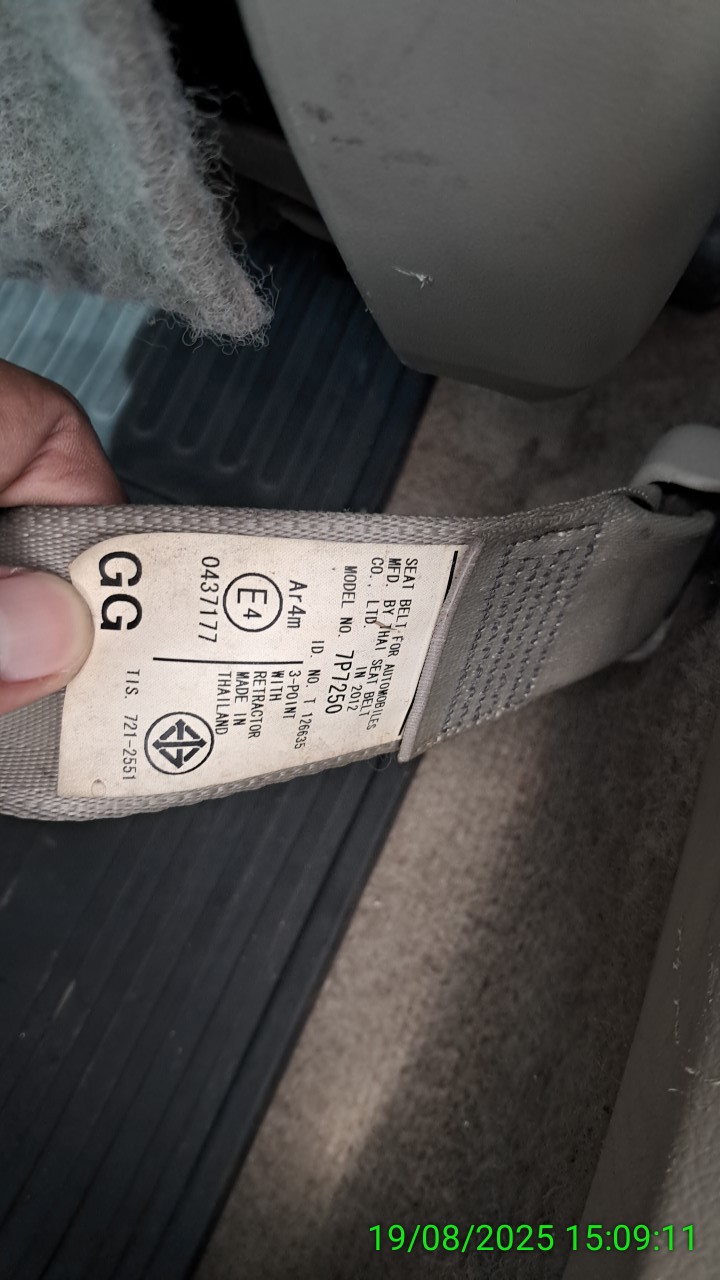 SEAT BELT FOR AUTOMOBILES
MFD. BY THAI SEAT BELT
CO., LTD. IN 2012
MODEL NO. 7P7250
ID. NO. T 126635
Ar4m
E4
0437177
3-POINT
WITH
RETRACTOR
MADE IN
THAILAND
GG
TIS. 721-2551
19/08/2025 15:09:11